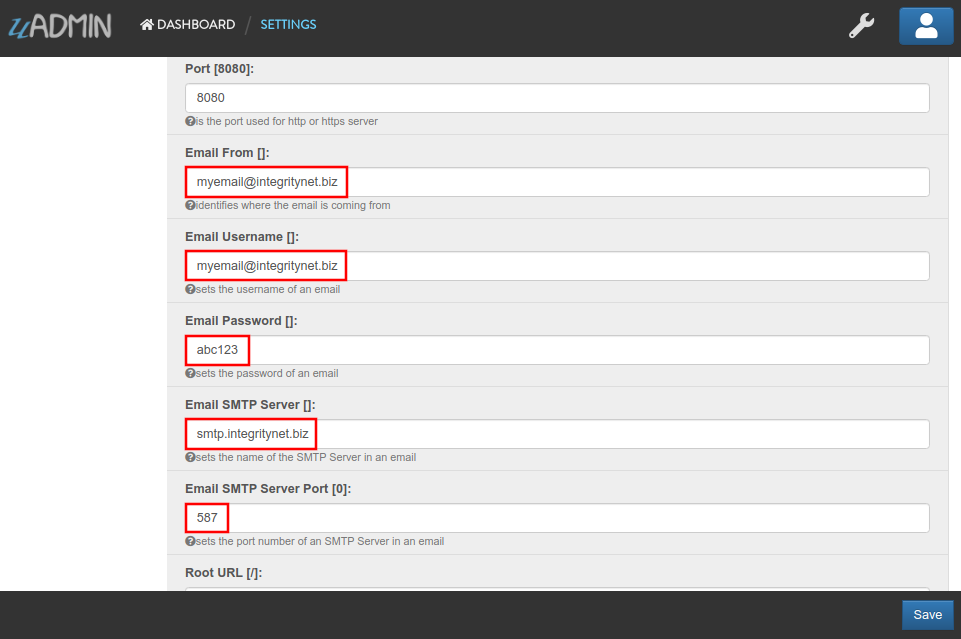 uADMIN
DASHBOARD / SETTINGS
Port [8080]:
8080
is the port used for http or https server
Email From []:
myemail@integritynet.biz
identifies where the email is coming from
Email Username []:
myemail@integritynet.biz
sets the username of an email
Email Password []:
abc123
sets the password of an email
Email SMTP Server []:
smtp.integritynet.biz
sets the name of the SMTP Server in an email
Email SMTP Server Port [0]:
587
sets the port number of an SMTP Server in an email
Root URL [/]:
Save